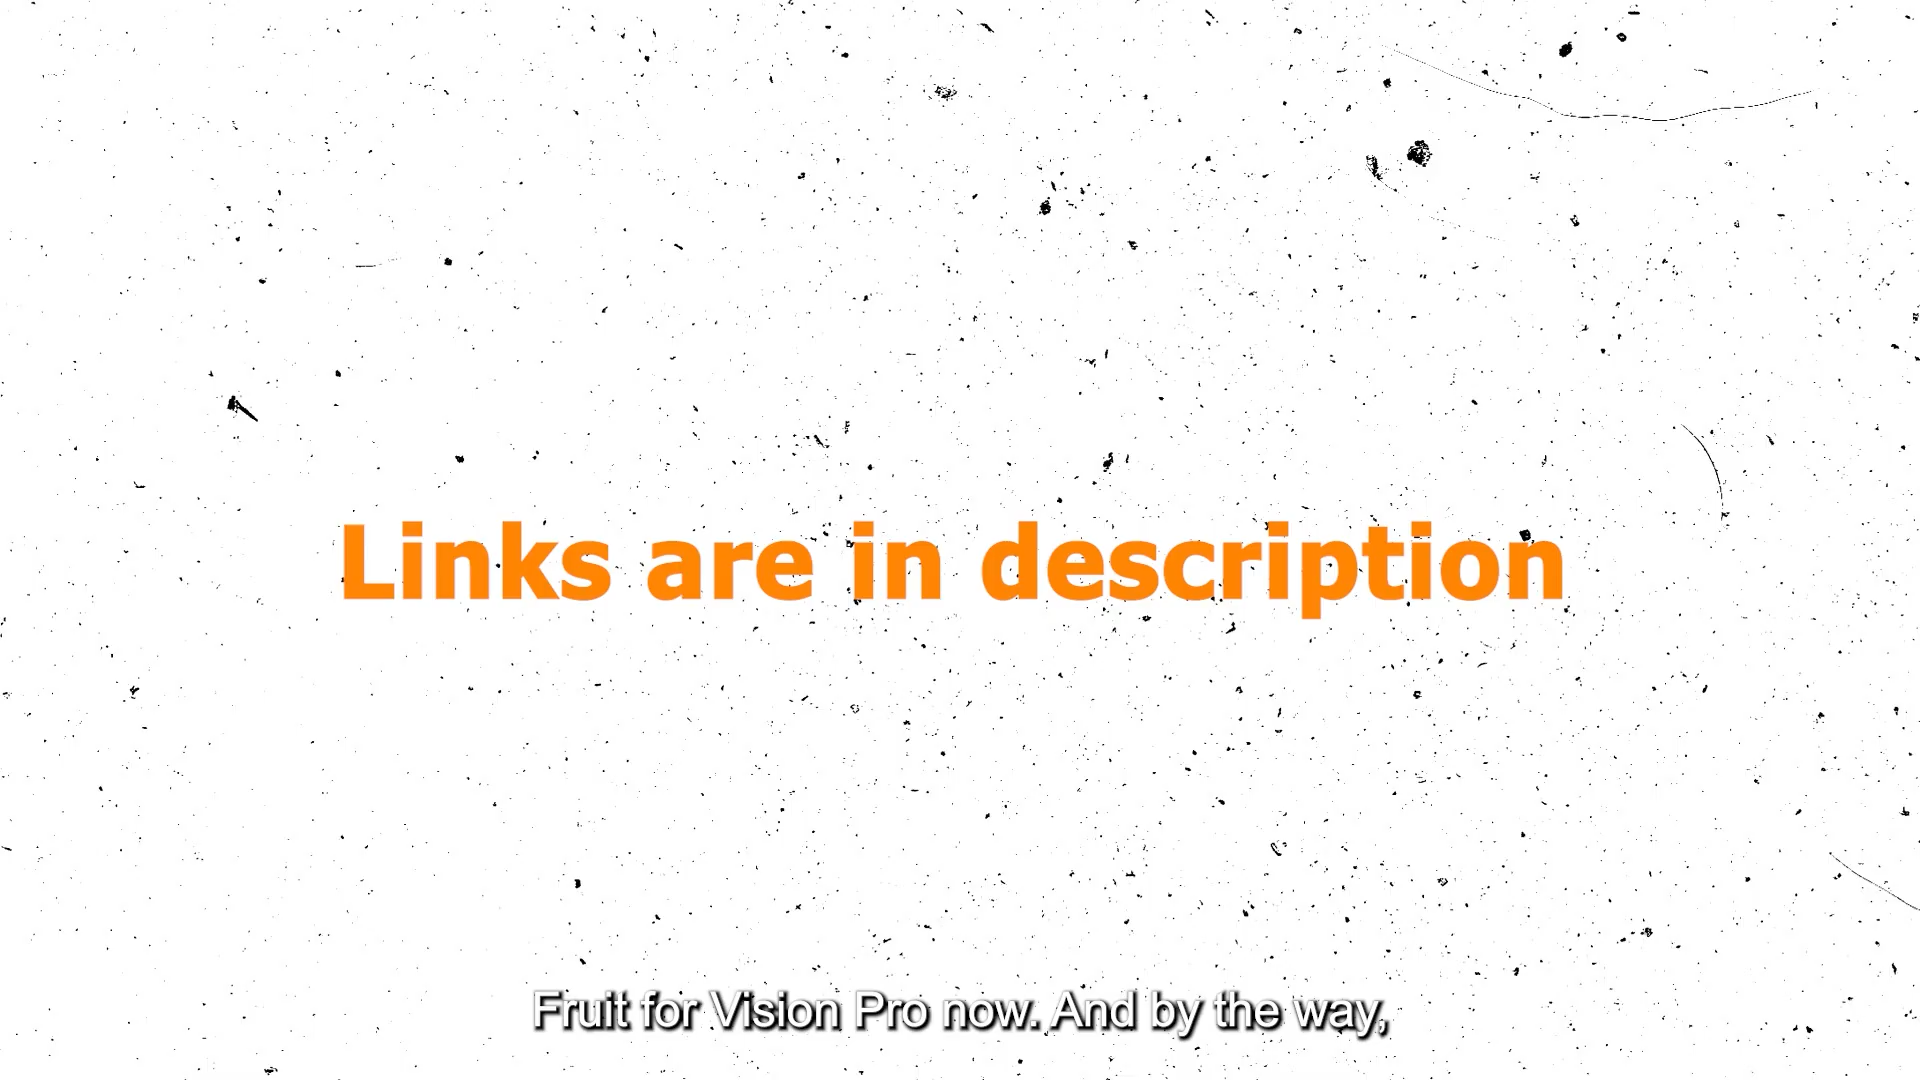 Links are in description
Fruit for Vision Pro now. And by the way,